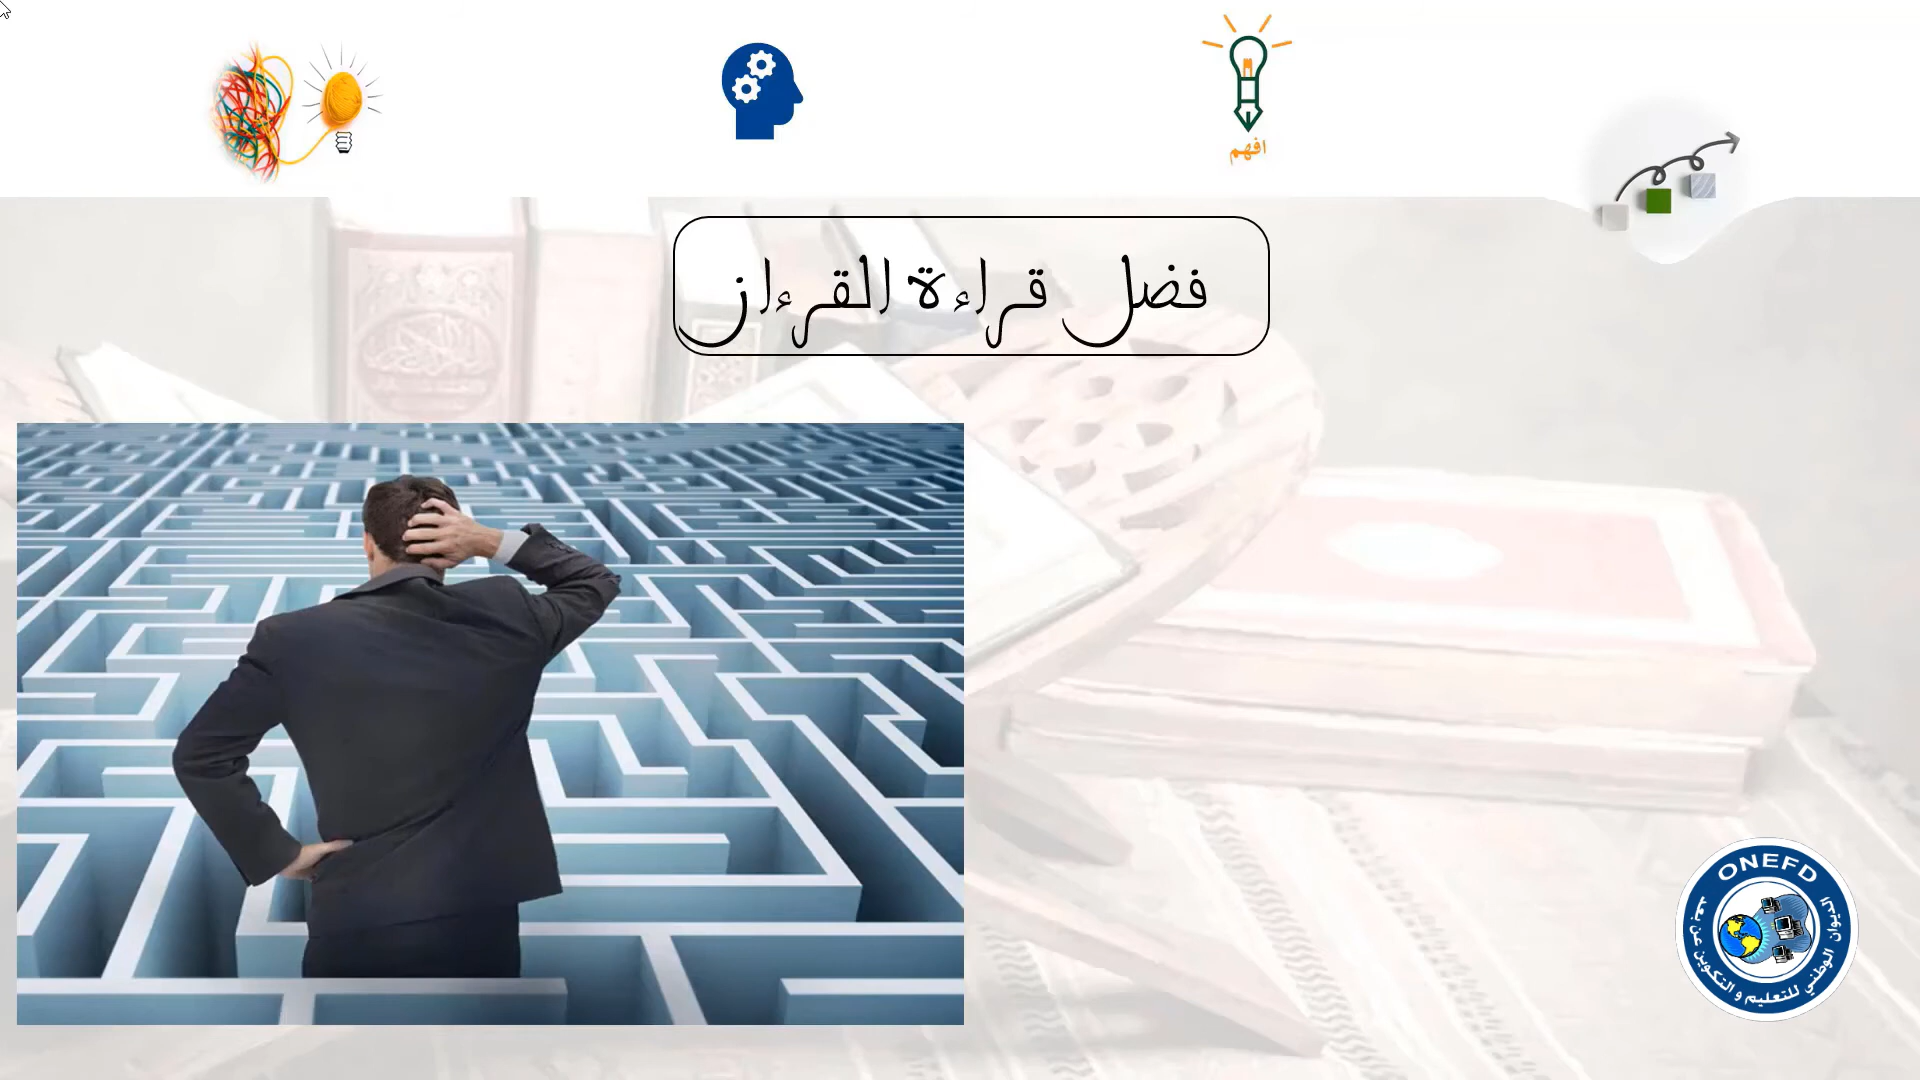 افهم
فضل قراءة القرءان
ONEFD
الديوان الوطني للتعليم و التكوين عن بعد